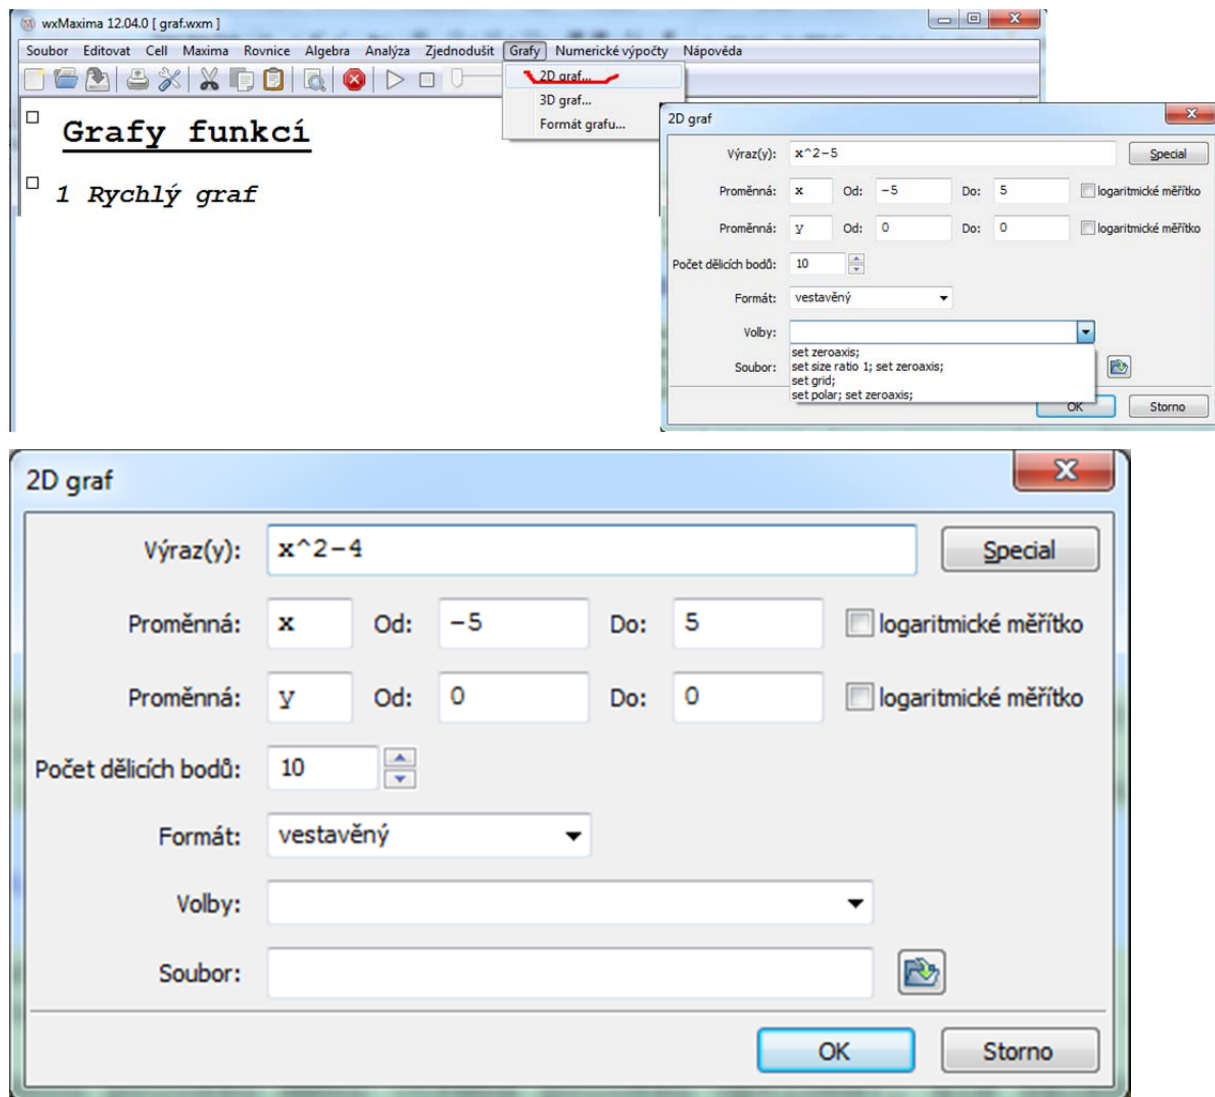 wxMaxima 12.04.0 [ graf.wxm ]
Soubor Editovat Cell Maxima Rovnice Algebra Analýza Zjednodušit Grafy Numerické výpočty Nápověda
2D graf...
3D graf...
Formát grafu...
Grafy funkcí
1 Rychlý graf
2D graf
Výraz(y): x^2-5 Special
Proměnná: x Od: -5 Do: 5 logaritmické měřítko
Proměnná: y Od: 0 Do: 0 logaritmické měřítko
Počet dělicích bodů: 10
Formát: vestavěný
Volby:
set zeroaxis;
set size ratio 1; set zeroaxis;
set grid;
set polar; set zeroaxis;
Soubor:
OK Storno
2D graf
Výraz(y): x^2-4 Special
Proměnná: x Od: -5 Do: 5 logaritmické měřítko
Proměnná: y Od: 0 Do: 0 logaritmické měřítko
Počet dělicích bodů: 10
Formát: vestavěný
Volby:
Soubor:
OK Storno